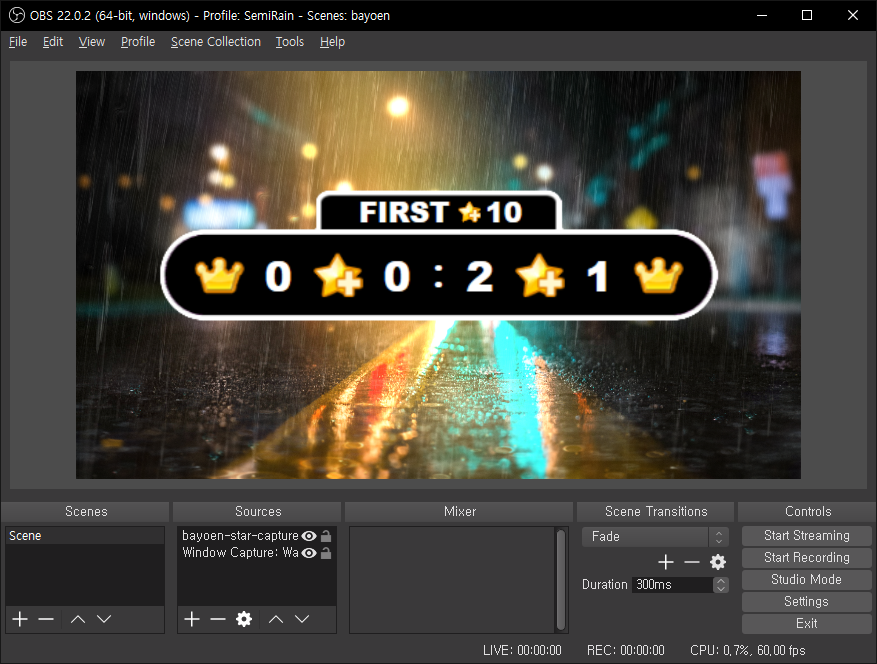 OBS 22.0.2 (64-bit, windows) - Profile: SemiRain - Scenes: bayoen
File Edit View Profile Scene Collection Tools Help
FIRST 10
0 0 : 2 1
Scenes Sources Mixer Scene Transitions Controls
Scene
bayoen-star-capture
Window Capture: Wa
Fade
Duration 300ms
Start Streaming
Start Recording
Studio Mode
Settings
Exit
LIVE: 00:00:00 REC: 00:00:00 CPU: 0,7%, 60,00 fps